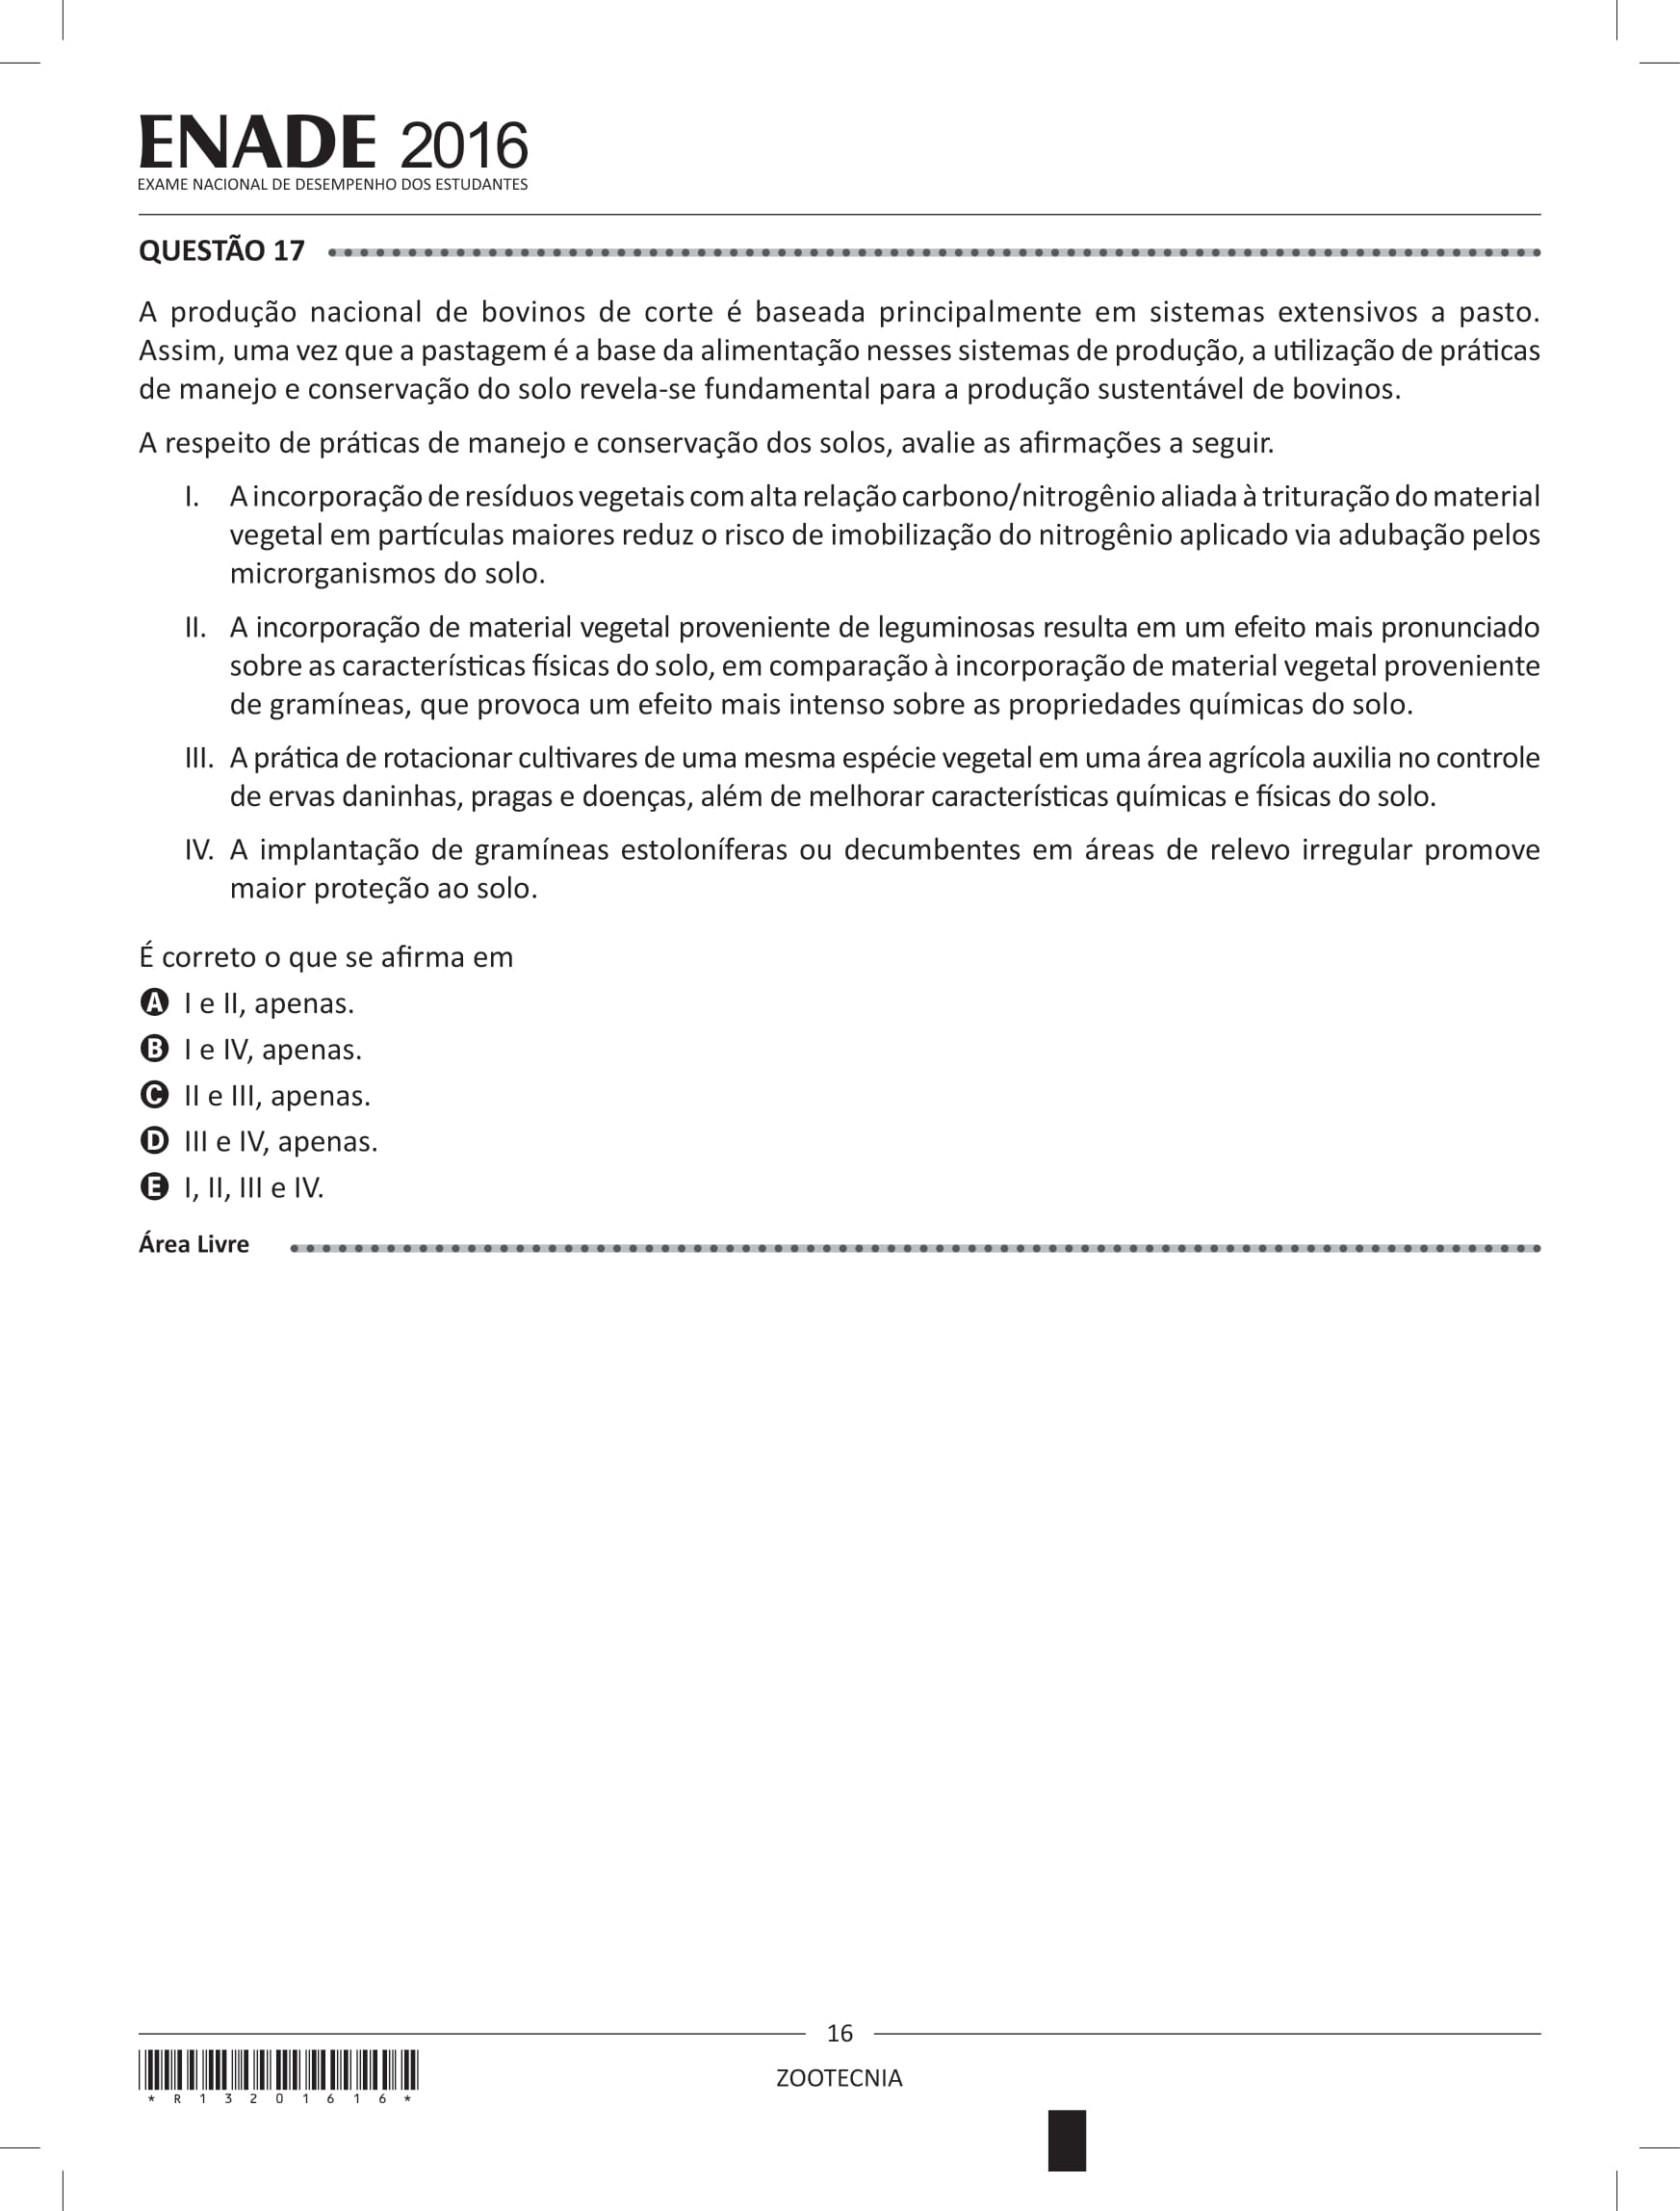 ENADE 2016
EXAME NACIONAL DE DESEMPENHO DOS ESTUDANTES
QUESTÃO 17
A produção nacional de bovinos de corte é baseada principalmente em sistemas extensivos a pasto.
Assim, uma vez que a pastagem é a base da alimentação nesses sistemas de produção, a utilização de práticas
de manejo e conservação do solo revela-se fundamental para a produção sustentável de bovinos.
A respeito de práticas de manejo e conservação dos solos, avalie as afirmações a seguir.
I. A incorporação de resíduos vegetais com alta relação carbono/nitrogênio aliada à trituração do material
vegetal em partículas maiores reduz o risco de imobilização do nitrogênio aplicado via adubação pelos
microrganismos do solo.
II. A incorporação de material vegetal proveniente de leguminosas resulta em um efeito mais pronunciado
sobre as características físicas do solo, em comparação à incorporação de material vegetal proveniente
de gramíneas, que provoca um efeito mais intenso sobre as propriedades químicas do solo.
III. A prática de rotacionar cultivares de uma mesma espécie vegetal em uma área agrícola auxilia no controle
de ervas daninhas, pragas e doenças, além de melhorar características químicas e físicas do solo.
IV. A implantação de gramíneas estoloníferas ou decumbentes em áreas de relevo irregular promove
maior proteção ao solo.
É correto o que se afirma em
A I e II, apenas.
B I e IV, apenas.
C II e III, apenas.
D III e IV, apenas.
E I, II, III e IV.
Área Livre
16
ZOOTECNIA
* R 1 3 2 0 1 6 1 6 *